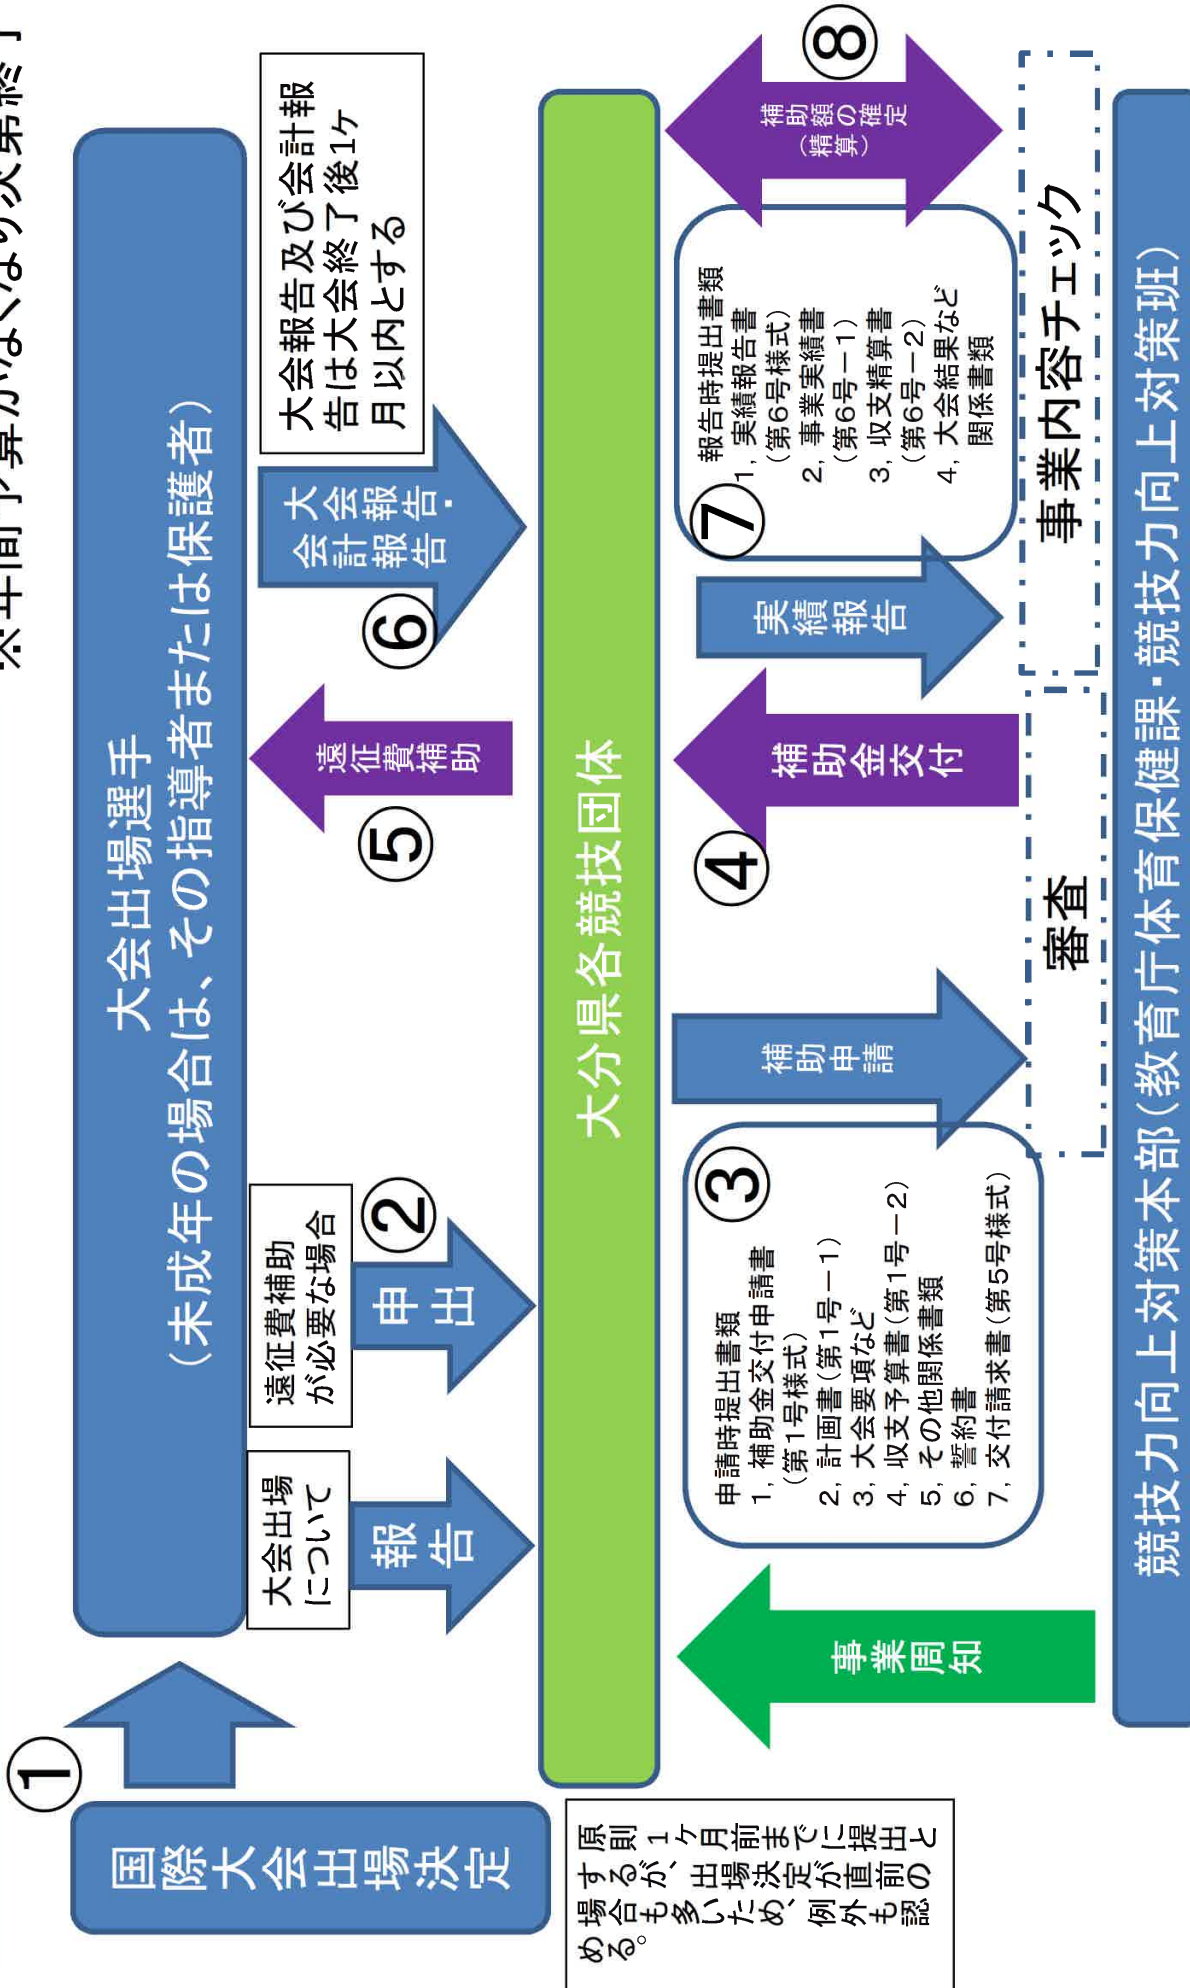 ※年間予算がなくなり次第終了
①
国際大会出場決定
大会出場選手
（未成年の場合は、その指導者または保護者）
大会出場
について
報告
遠征費補助
が必要な場合
②
申出
⑤
遠征費補助
⑥
大会報告・
会計報告
大会報告及び会計報
告は大会終了後1ヶ
月以内とする
大分県各競技団体
原則1ヶ月前までに提出と
するが、出場決定が直前の
場合も多いため、例外も認
める。
事業周知
③
申請時提出書類
1，補助金交付申請書
（第1号様式）
2，計画書（第1号－1）
3，大会要項など
4，収支予算書（第1号－2）
5，その他関係書類
6，誓約書
7，交付請求書（第5号様式）
補助申請
④
補助金交付
実績報告
⑦
報告時提出書類
1，実績報告書
（第6号様式）
2，事業実績書
（第6号－1）
3，収支精算書
（第6号－2）
4，大会結果など
関係書類
⑧
補助額の確定
（精算）
審査
事業内容チェック
競技力向上対策本部（教育庁体育保健課・競技力向上対策班）